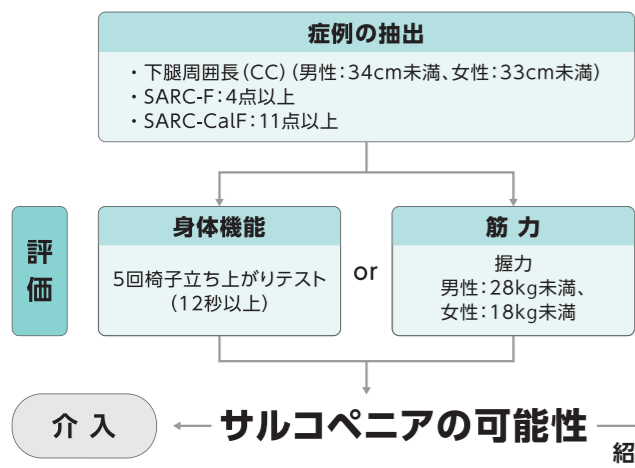 症例の抽出
・下腿周囲長(CC)(男性:34cm未満、女性:33cm未満)
・SARC-F:4点以上
・SARC-CalF:11点以上
評価
身体機能
5回椅子立ち上がりテスト
(12秒以上)
or
筋力
握力
男性:28kg未満、
女性:18kg未満
介入
サルコペニアの可能性
紹